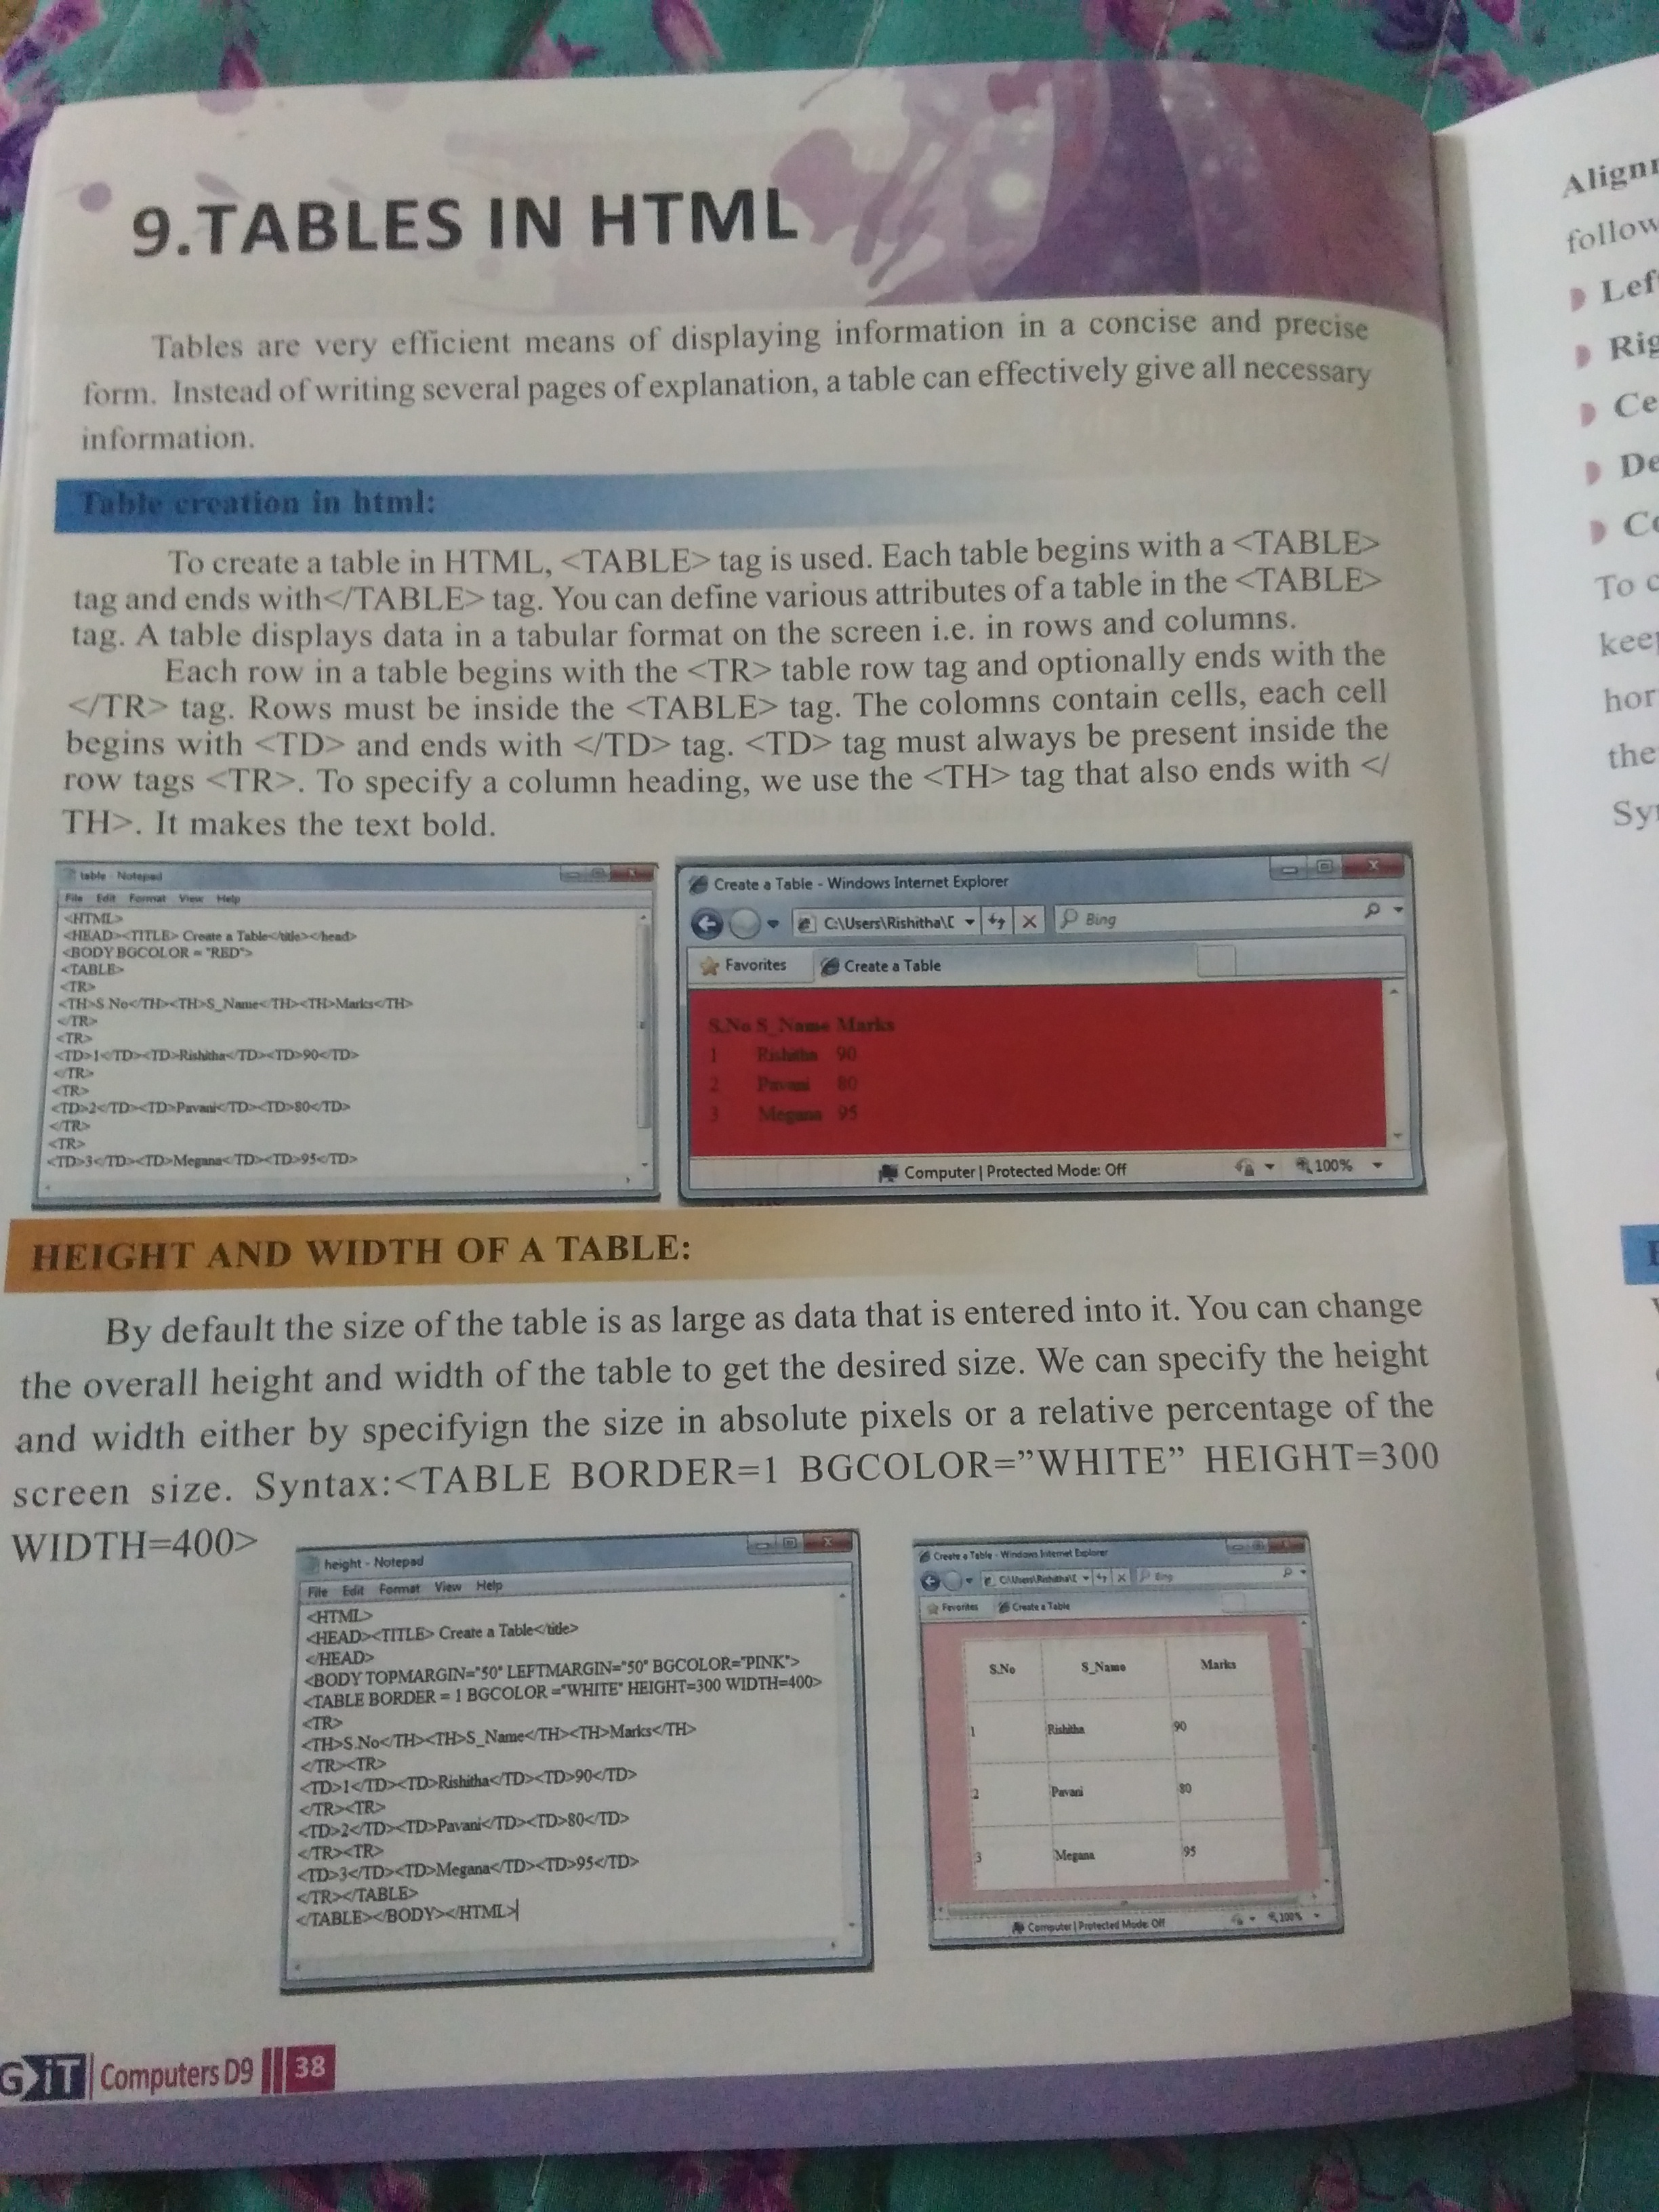 9.TABLES IN HTML
Tables are very efficient means of displaying information in a concise and precise
form. Instead of writing several pages of explanation, a table can effectively give all necessary
information.
Table creation in html:
To create a table in HTML, <TABLE> tag is used. Each table begins with a <TABLE>
tag and ends with</TABLE> tag. You can define various attributes of a table in the <TABLE>
tag. A table displays data in a tabular format on the screen i.e. in rows and columns.
Each row in a table begins with the <TR> table row tag and optionally ends with the
</TR> tag. Rows must be inside the <TABLE> tag. The colomns contain cells, each cell
begins with <TD> and ends with </TD> tag. <TD> tag must always be present inside the
row tags <TR>. To specify a column heading, we use the <TH> tag that also ends with </
TH>. It makes the text bold.
table - Notepad
File Edit Format View Help
<HTML>
<HEAD><TITLE> Create a Table</title></head>
<BODY BGCOLOR = "RED">
<TABLE>
<TR>
<TH>S.No</TH><TH>S_Name</TH><TH>Marks</TH>
</TR>
<TR>
<TD>1</TD><TD>Rishitha</TD><TD>90</TD>
</TR>
<TR>
<TD>2</TD><TD>Pavani</TD><TD>80</TD>
</TR>
<TR>
<TD>3</TD><TD>Megana</TD><TD>95</TD>
Create a Table - Windows Internet Explorer
C:\Users\Rishitha\D
Bing
Favorites Create a Table
S.No S_Name Marks
1 Rishitha 90
2 Pavani 80
3 Megana 95
Computer | Protected Mode: Off
100%
HEIGHT AND WIDTH OF A TABLE:
By default the size of the table is as large as data that is entered into it. You can change
the overall height and width of the table to get the desired size. We can specify the height
and width either by specifyign the size in absolute pixels or a relative percentage of the
screen size. Syntax:<TABLE BORDER=1 BGCOLOR=”WHITE” HEIGHT=300
WIDTH=400>
height - Notepad
File Edit Format View Help
<HTML>
<HEAD><TITLE> Create a Table</title>
</HEAD>
<BODY TOPMARGIN="50" LEFTMARGIN="50" BGCOLOR="PINK">
<TABLE BORDER = 1 BGCOLOR ="WHITE" HEIGHT=300 WIDTH=400>
<TR>
<TH>S.No</TH><TH>S_Name</TH><TH>Marks</TH>
</TR><TR>
<TD>1</TD><TD>Rishitha</TD><TD>90</TD>
</TR><TR>
<TD>2</TD><TD>Pavani</TD><TD>80</TD>
</TR><TR>
<TD>3</TD><TD>Megana</TD><TD>95</TD>
</TR></TABLE>
</TABLE></BODY></HTML>
Create a Table - Windows Internet Explorer
C:\Users\Rishitha\D
Bing
Favorites Create a Table
S.No S_Name Marks
1 Rishitha 90
2 Pavani 80
3 Megana 95
Computer | Protected Mode: Off
100%
GiT Computers D9 38
follow
To
the